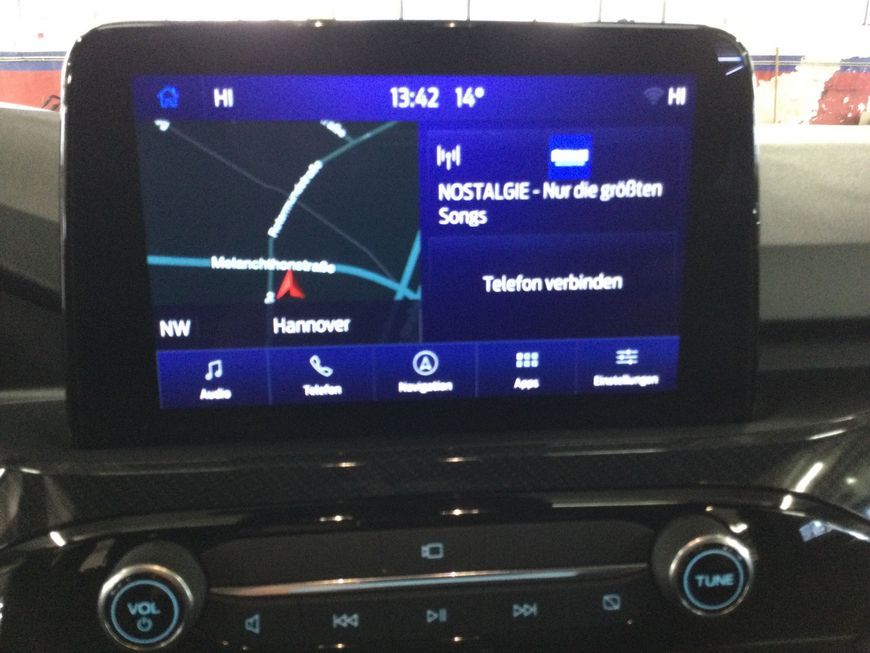 HI
13:42 14°
HI
NOSTALGIE - Nur die größten
Songs
Melanchthonstraße
Telefon verbinden
NW
Hannover
Audio
Telefon
Navigation
Apps
Einstellungen
VOL
TUNE